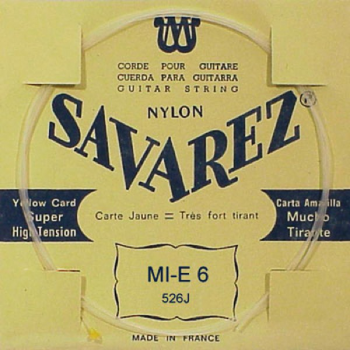 CORDE POUR GUITARE
CUERDA PARA GUITARRA
GUITAR STRING
NYLON
SAVAREZ®
Yellow Card
Super
High Tension
Carte Jaune = Très fort tirant
Carta Amarilla
Mucho
Tirante
MI-E 6
526J
MADE IN FRANCE